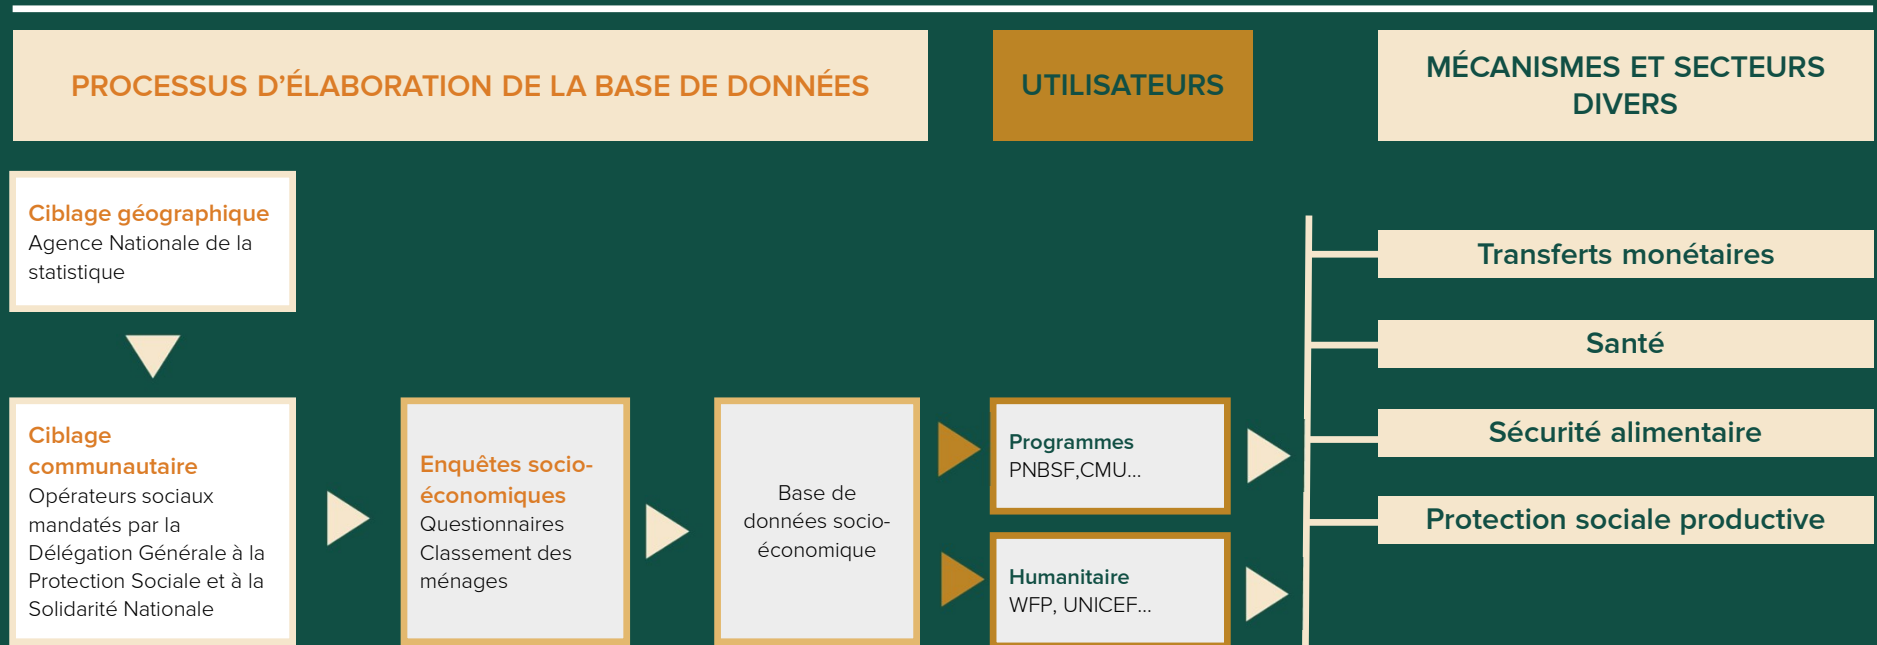 PROCESSUS D’ÉLABORATION DE LA BASE DE DONNÉES
UTILISATEURS
MÉCANISMES ET SECTEURS
DIVERS
Ciblage géographique
Agence Nationale de la
statistique
Ciblage
communautaire
Opérateurs sociaux
mandatés par la
Délégation Générale à la
Protection Sociale et à la
Solidarité Nationale
Enquêtes socio-
économiques
Questionnaires
Classement des
ménages
Base de
données socio-
économique
Programmes
PNBSF,CMU...
Humanitaire
WFP, UNICEF...
Transferts monétaires
Santé
Sécurité alimentaire
Protection sociale productive